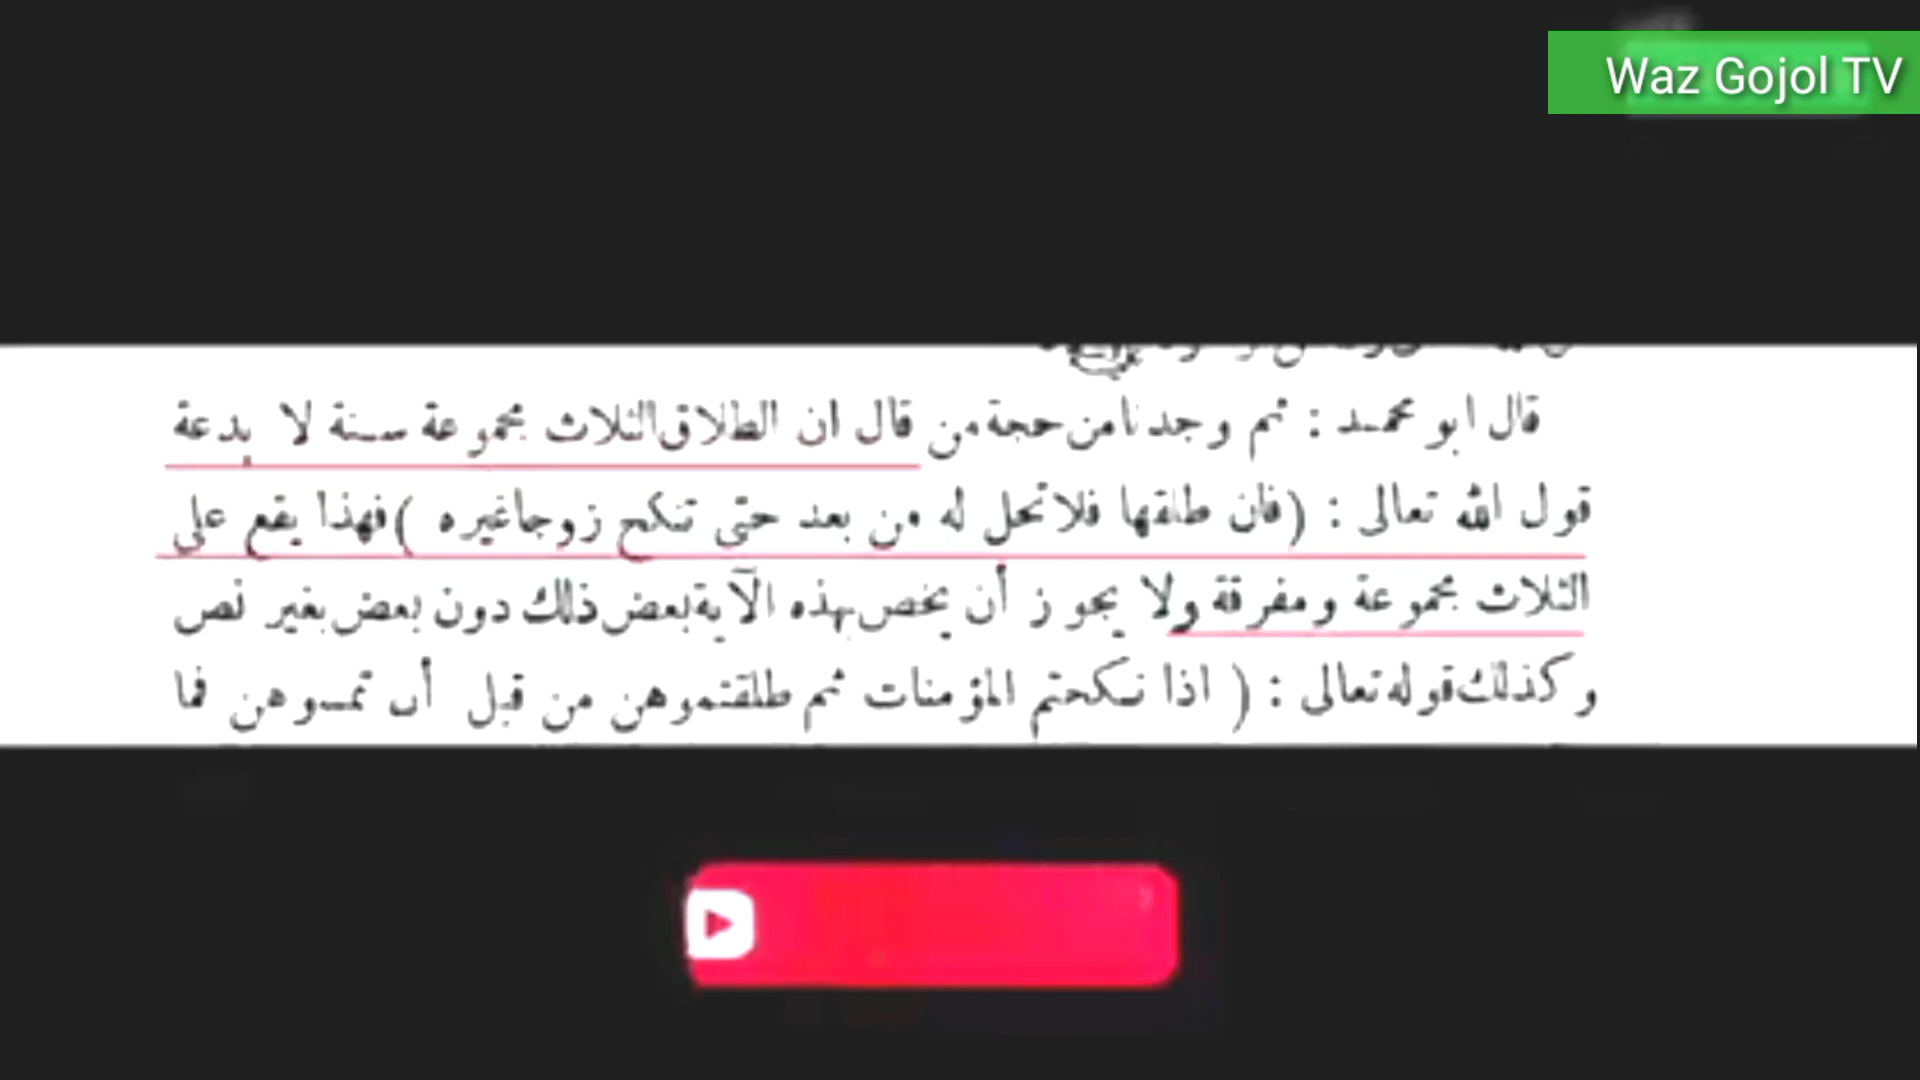 Waz Gojol TV
قال ابو محمد : ثم وجدنا من حجة من قال ان الطلاق الثلاث مجموعة سنة لا بدعة
قول الله تعالى : (فان طلقها فلا تحل له من بعد حتى تنكح زوجا غيره ) فهذا يقع على
الثلاث مجموعة ومفرقة ولا يجوز أن يخص بهذه الآية بعض ذلك دون بعض بغير نص
وكذلك قوله تعالى : ( اذا نكحتم المؤمنات ثم طلقتموهن من قبل أن تمسوهن فما